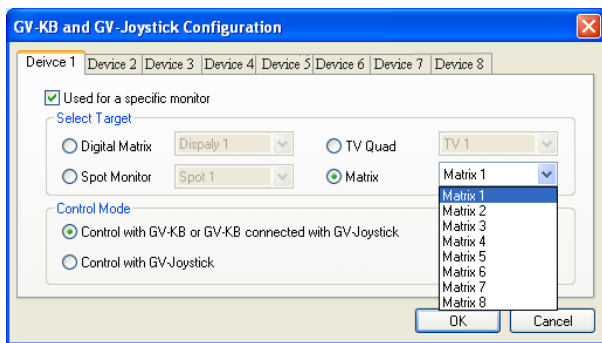 GV-KB and GV-Joystick Configuration
Deivce 1 Device 2 Device 3 Device 4 Device 5 Device 6 Device 7 Device 8
Used for a specific monitor
Select Target
Digital Matrix Dispaly 1 TV Quad TV 1
Spot Monitor Spot 1 Matrix Matrix 1
Matrix 1
Matrix 2
Matrix 3
Matrix 4
Matrix 5
Matrix 6
Matrix 7
Matrix 8
Control Mode
Control with GV-KB or GV-KB connected with GV-Joystick
Control with GV-Joystick
OK Cancel